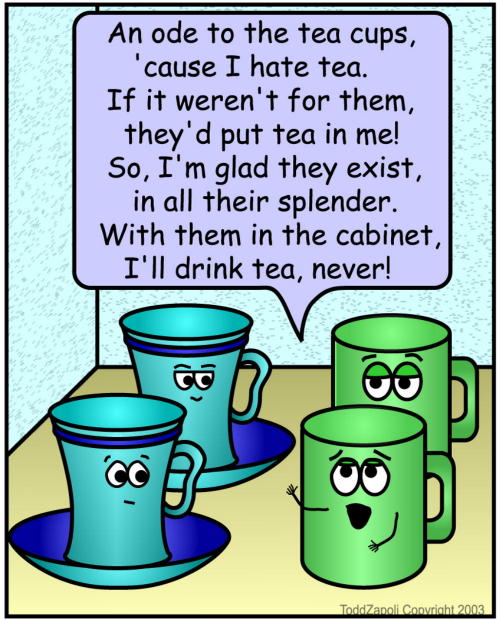 An ode to the tea cups,
'cause I hate tea.
If it weren't for them,
they'd put tea in me!
So, I'm glad they exist,
in all their splender.
With them in the cabinet,
I'll drink tea, never!
ToddZapoli Copyright 2003